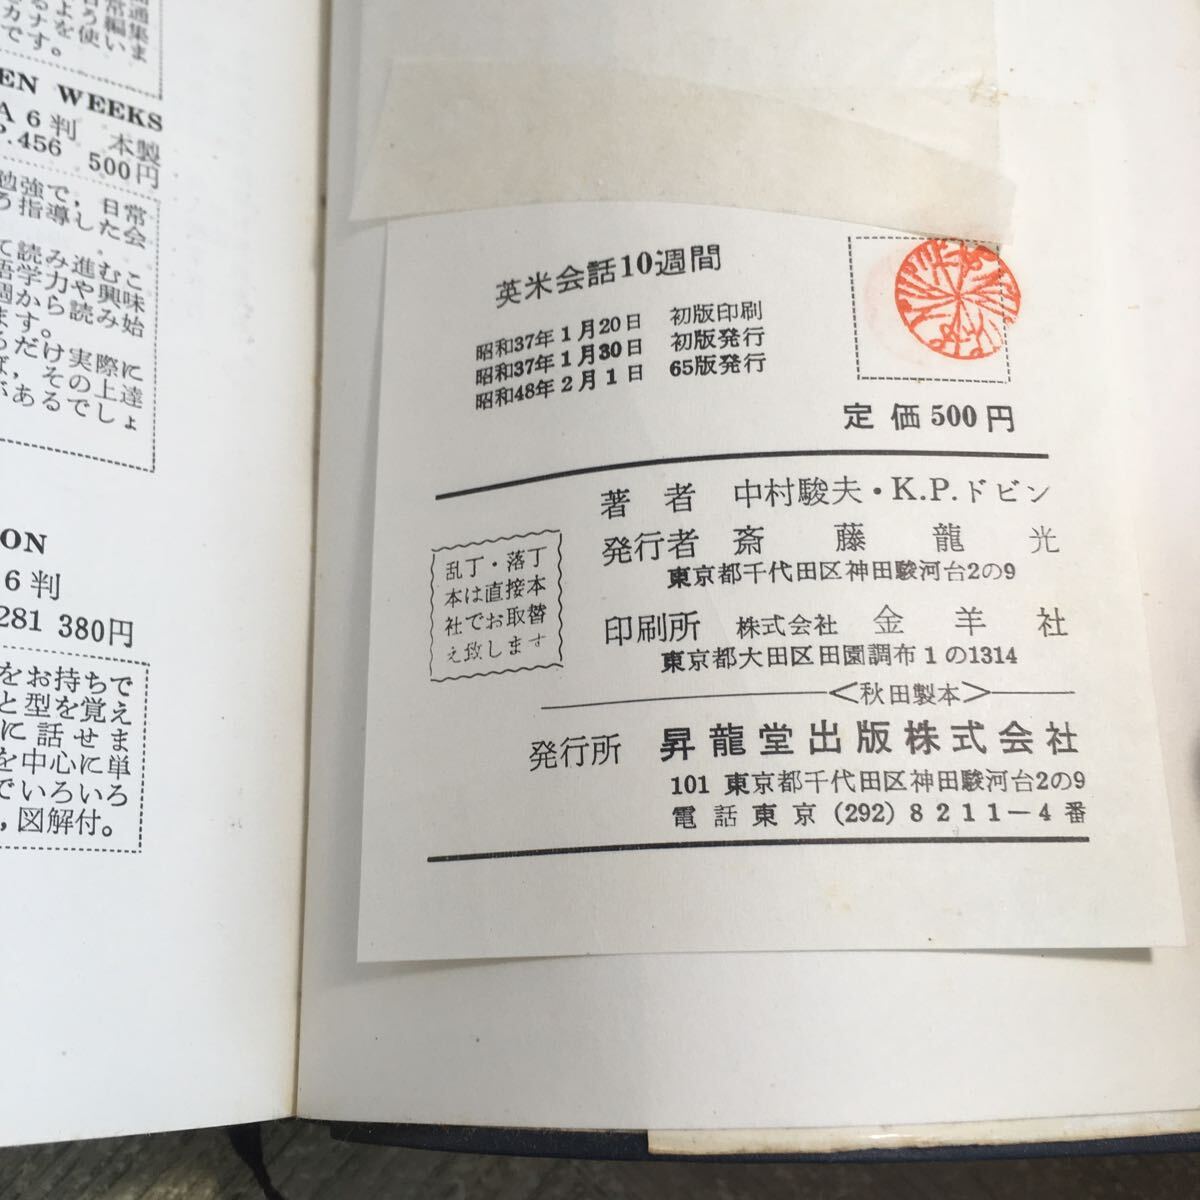 通集
常編い
う使ま
よを
るナ
カす。
で
EN WEEKS
A6判 本製
P.456 500円
勉強で，日常
う指導した会
て読み進むこ
語学力や興味
週から読み始
ます。
らだけ実際に
ば，その上達
があるでしょ
ON
6判
281 380円
をお持ちで
と型を覚え
に話せま
を中心に単
でいろいろ
，図解付。
英米会話10週間
昭和37年1月20日 初版印刷
昭和37年1月30日 初版発行
昭和48年2月1日 65版発行
定価500円
著者 中村駿夫・K.P.ドビン
発行者 斎藤龍光
東京都千代田区神田駿河台2の9
印刷所 株式会社 金羊社
東京都大田区田園調布1の1314
乱丁・落丁
本は直接本
社でお取替
え致します
＜秋田製本＞
発行所 昇龍堂出版株式会社
101 東京都千代田区神田駿河台2の9
電話東京(292)8211－4番